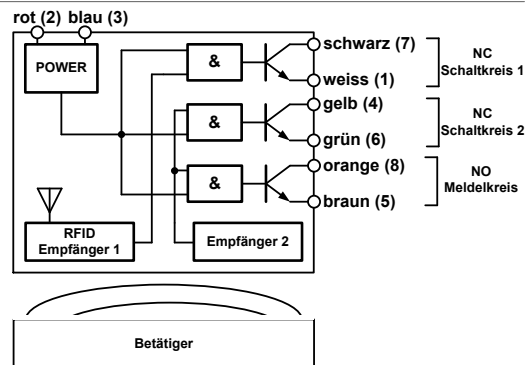 rot (2) blau (3)
POWER
&
schwarz (7)
weiss (1)
NC
Schaltkreis 1
&
gelb (4)
grün (6)
NC
Schaltkreis 2
&
orange (8)
braun (5)
NO
Meldelkreis
RFID
Empfänger 1
Empfänger 2
Betätiger